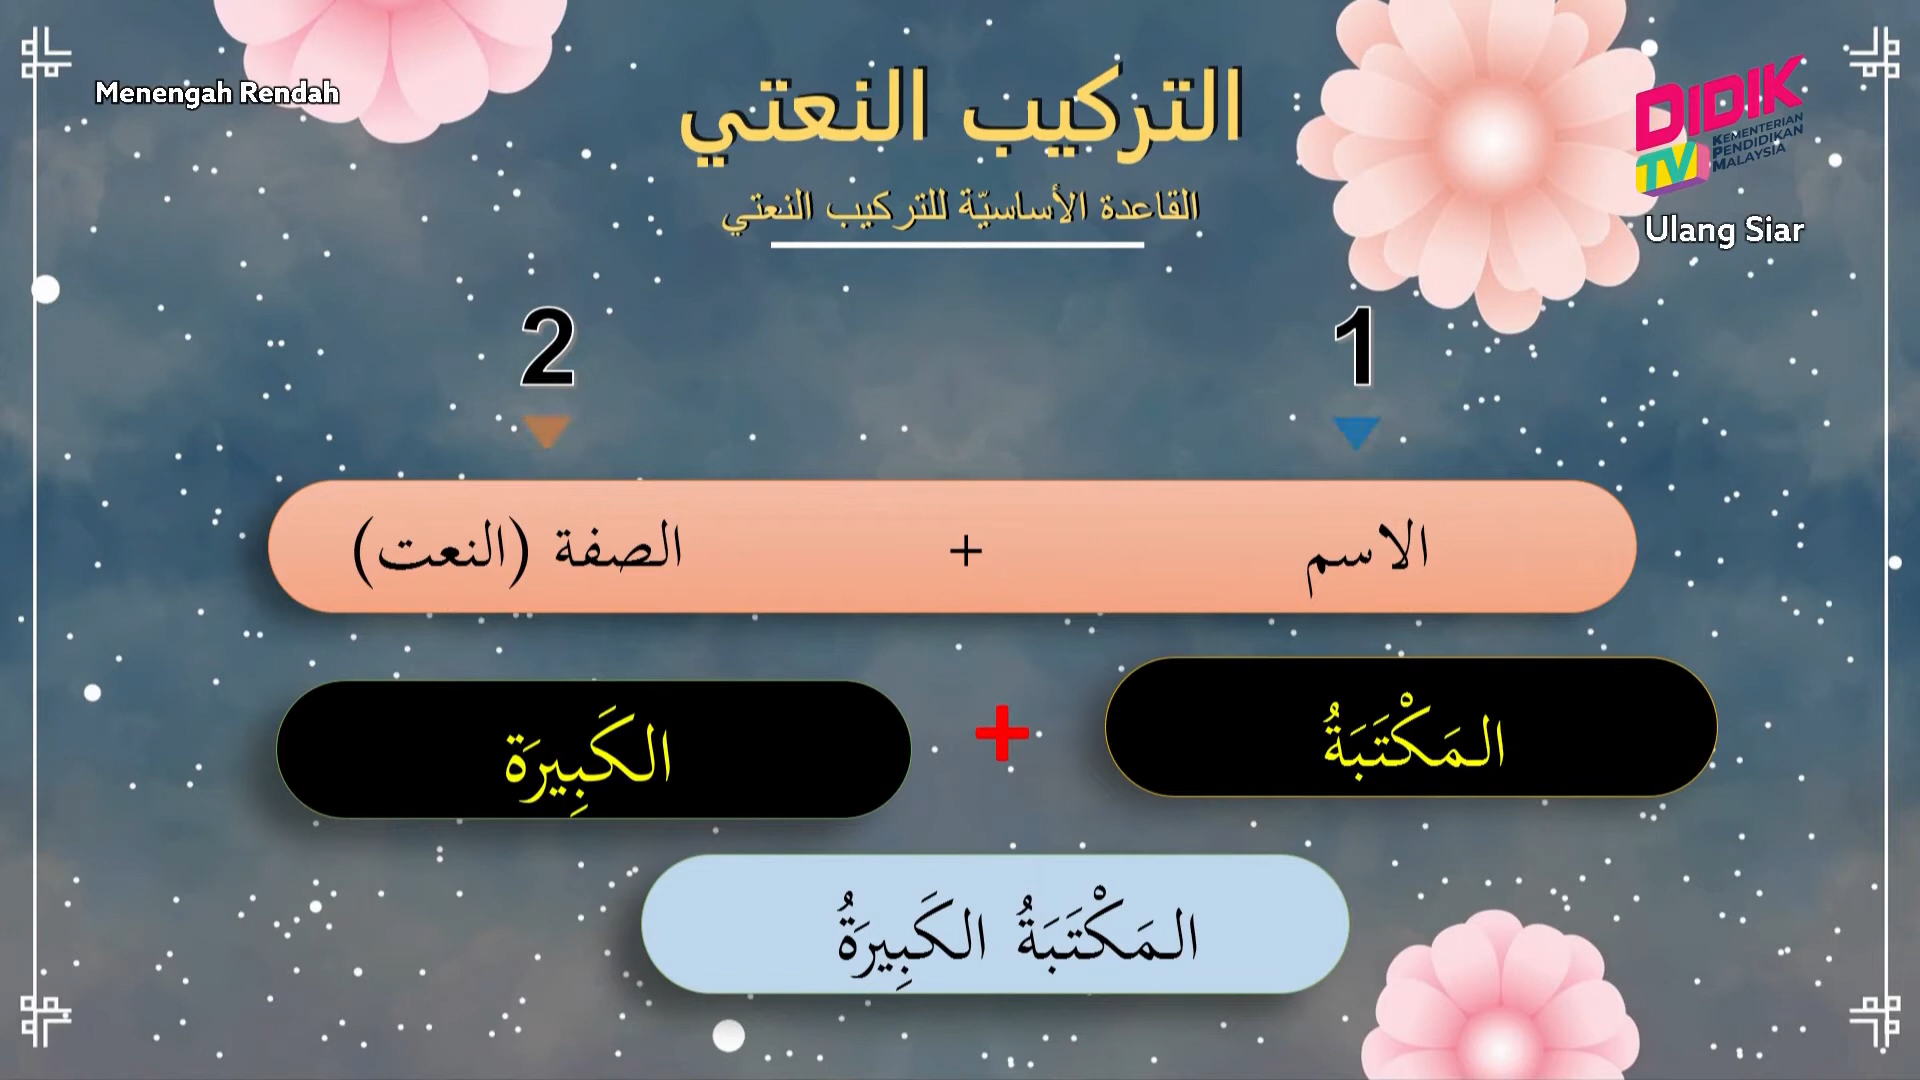 Menengah Rendah
التركيب النعتي
DIDIK
TV
KEMENTERIAN
PENDIDIKAN
MALAYSIA
القاعدة الأساسيّة للتركيب النعتي
Ulang Siar
1 2
الاسم + الصفة (النعت)
المَكْتَبَةُ + الكَبِيرَة
المَكْتَبَةُ الكَبِيرَةُ